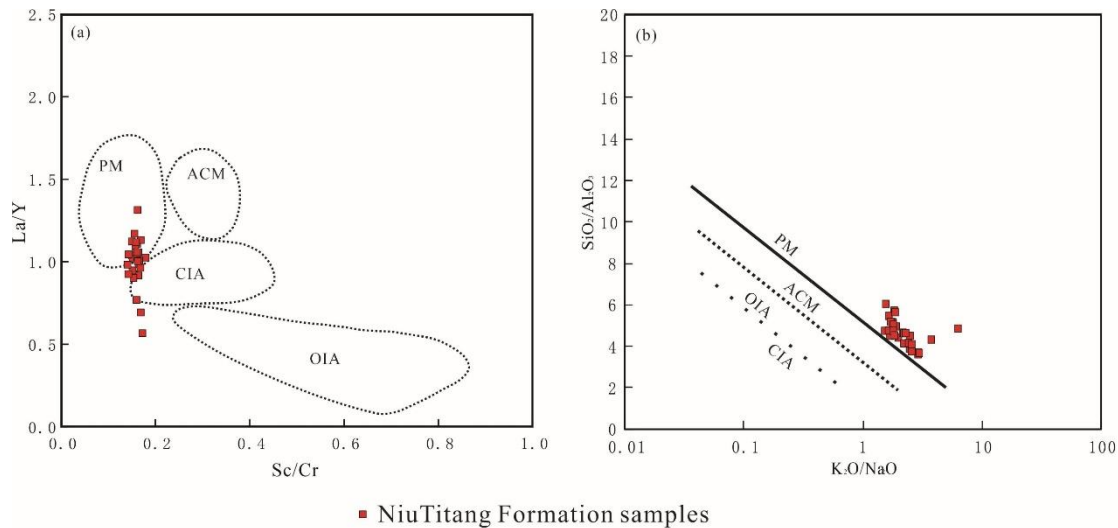 (a)
2.5
2.0
1.5
1.0
0.5
0.0
La/Y
PM
ACM
CIA
OIA
0.0 0.2 0.4 0.6 0.8 1.0
Sc/Cr
(b)
20
18
16
14
12
10
8
6
4
2
0
SiO₂/Al₂O₃
PM
ACM
OIA
CIA
0.01 0.1 1 10 100
K₂O/NaO
NiuTitang Formation samples